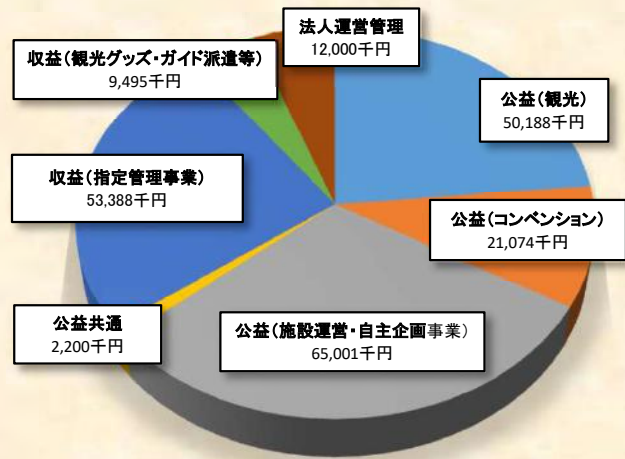 法人運営管理
12,000千円
収益(観光グッズ・ガイド派遣等)
9,495千円
公益(観光)
50,188千円
収益(指定管理事業)
53,388千円
公益(コンベンション)
21,074千円
公益共通
2,200千円
公益(施設運営・自主企画事業)
65,001千円